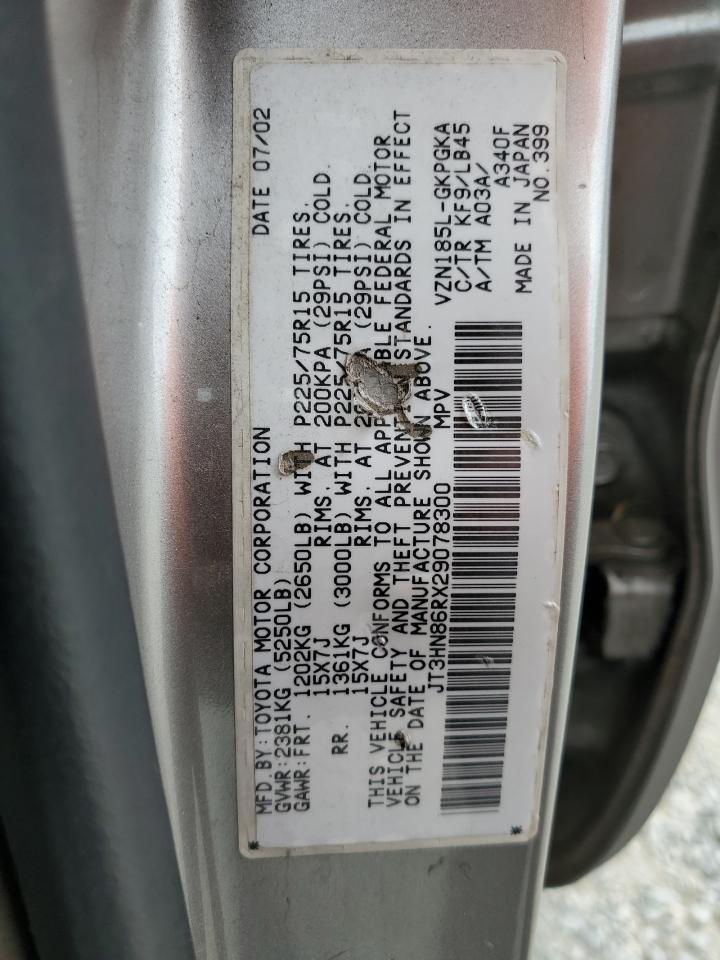 MFD.BY:TOYOTA MOTOR CORPORATION DATE 07/02
GVWR:2381KG (5250LB)
GAWR:FRT. 1202KG (2650LB) WITH P225/75R15 TIRES.
15X7J RIMS. AT 200KPA (29PSI) COLD.
RR. 1361KG (3000LB) WITH P225/75R15 TIRES.
15X7J RIMS. AT (29PSI) COLD.
THIS VEHICLE CONFORMS TO ALL FEDERAL MOTOR
VEHICLE SAFETY AND THEFT STANDARDS IN EFFECT
ON THE DATE OF MANUFACTURE SHOWN ABOVE.
JT3HN86RX29078300 MPV
VZN185L-GKPGKA
C/TR KF9/LB45
A/TM A03A/
A340F
MADE IN JAPAN
NO.399